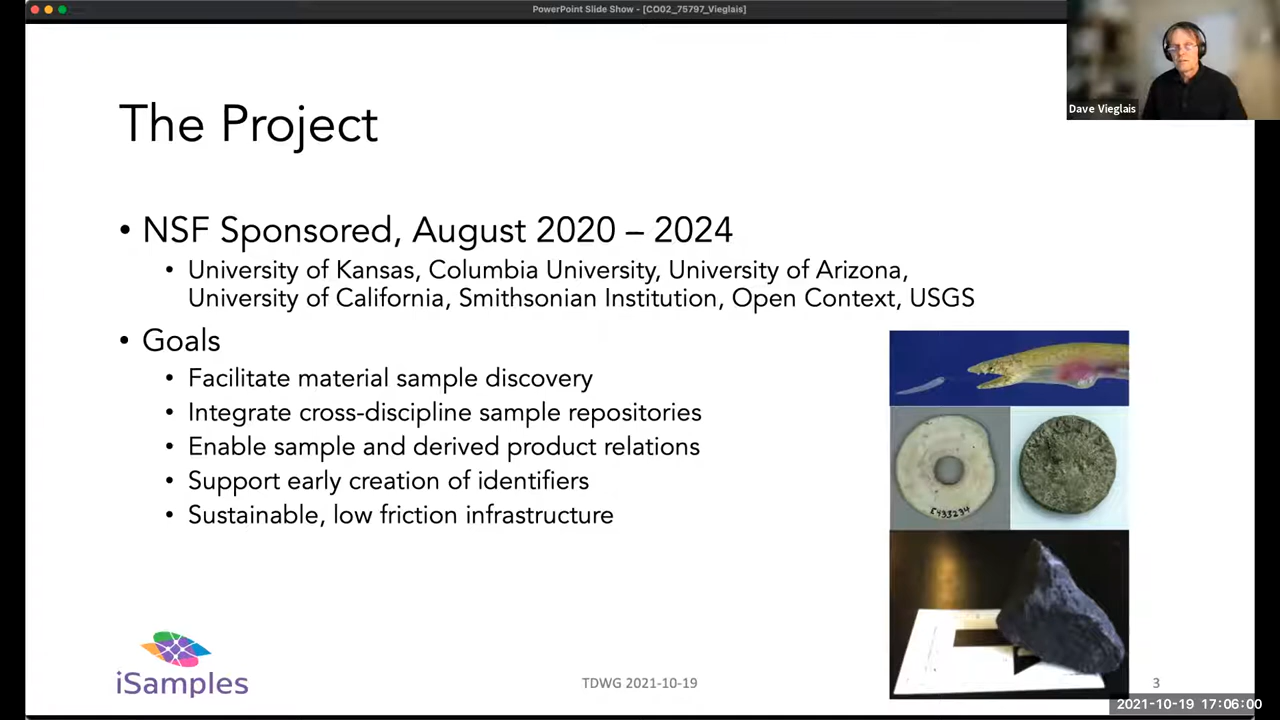 PowerPoint Slide Show - [CO02_75797_Vieglais]
Dave Vieglais
The Project
• NSF Sponsored, August 2020 – 2024
• University of Kansas, Columbia University, University of Arizona,
University of California, Smithsonian Institution, Open Context, USGS
• Goals
• Facilitate material sample discovery
• Integrate cross-discipline sample repositories
• Enable sample and derived product relations
• Support early creation of identifiers
• Sustainable, low friction infrastructure
iSamples
TDWG 2021-10-19
3
2021-10-19 17:06:00